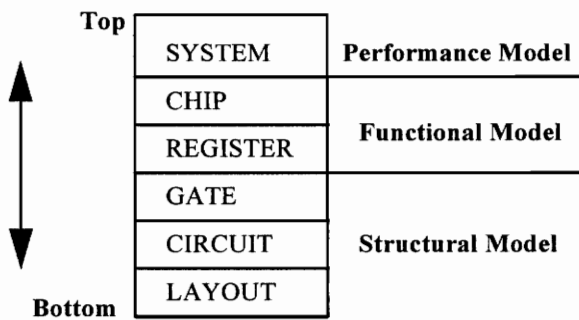 Top
SYSTEM Performance Model
CHIP
Functional Model
REGISTER
GATE
CIRCUIT Structural Model
LAYOUT
Bottom